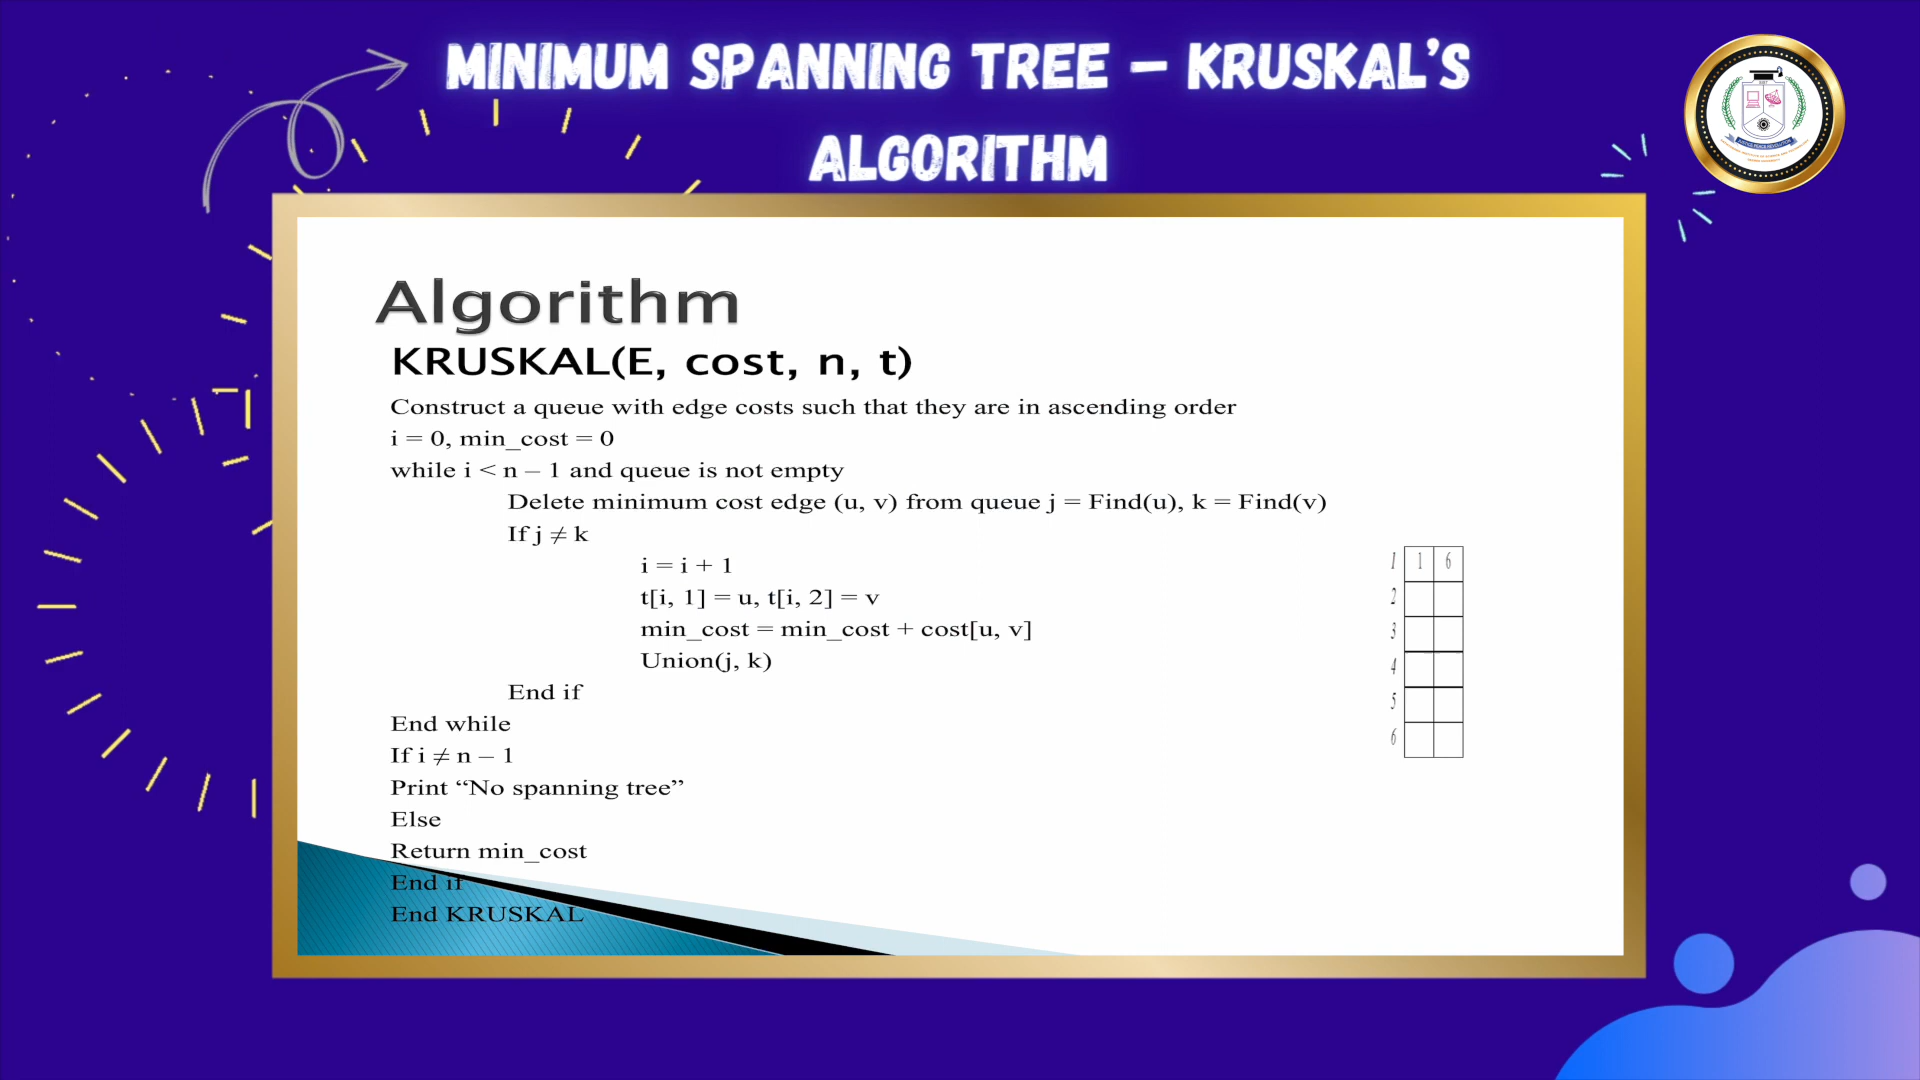 MINIMUM SPANNING TREE – KRUSKAL'S
ALGORITHM
Algorithm
KRUSKAL(E, cost, n, t)
Construct a queue with edge costs such that they are in ascending order
i = 0, min_cost = 0
while i < n – 1 and queue is not empty
Delete minimum cost edge (u, v) from queue j = Find(u), k = Find(v)
If j ≠ k
i = i + 1
t[i, 1] = u, t[i, 2] = v
min_cost = min_cost + cost[u, v]
Union(j, k)
End if
End while
If i ≠ n – 1
Print “No spanning tree”
Else
Return min_cost
End if
End KRUSKAL
1 1 6
2
3
4
5
6